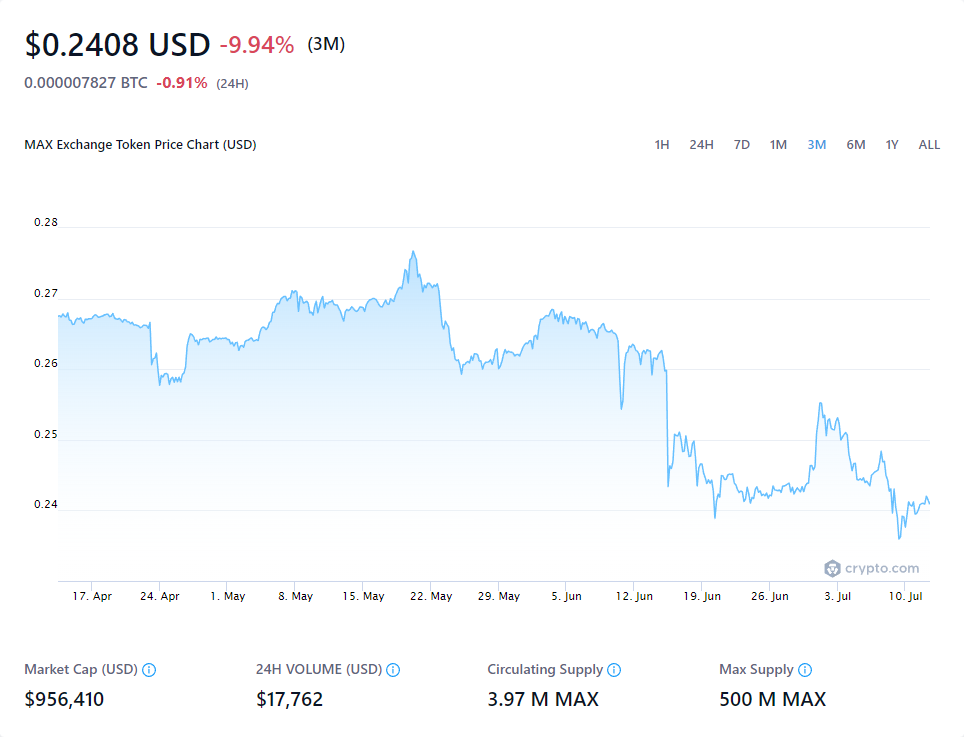 $0.2408 USD -9.94% (3M)
0.000007827 BTC -0.91% (24H)
MAX Exchange Token Price Chart (USD)
1H 24H 7D 1M 3M 6M 1Y ALL
0.28
0.27
0.26
0.25
0.24
crypto.com
17. Apr 24. Apr 1. May 8. May 15. May 22. May 29. May 5. Jun 12. Jun 19. Jun 26. Jun 3. Jul 10. Jul
Market Cap (USD) 24H VOLUME (USD) Circulating Supply Max Supply
$956,410 $17,762 3.97 M MAX 500 M MAX